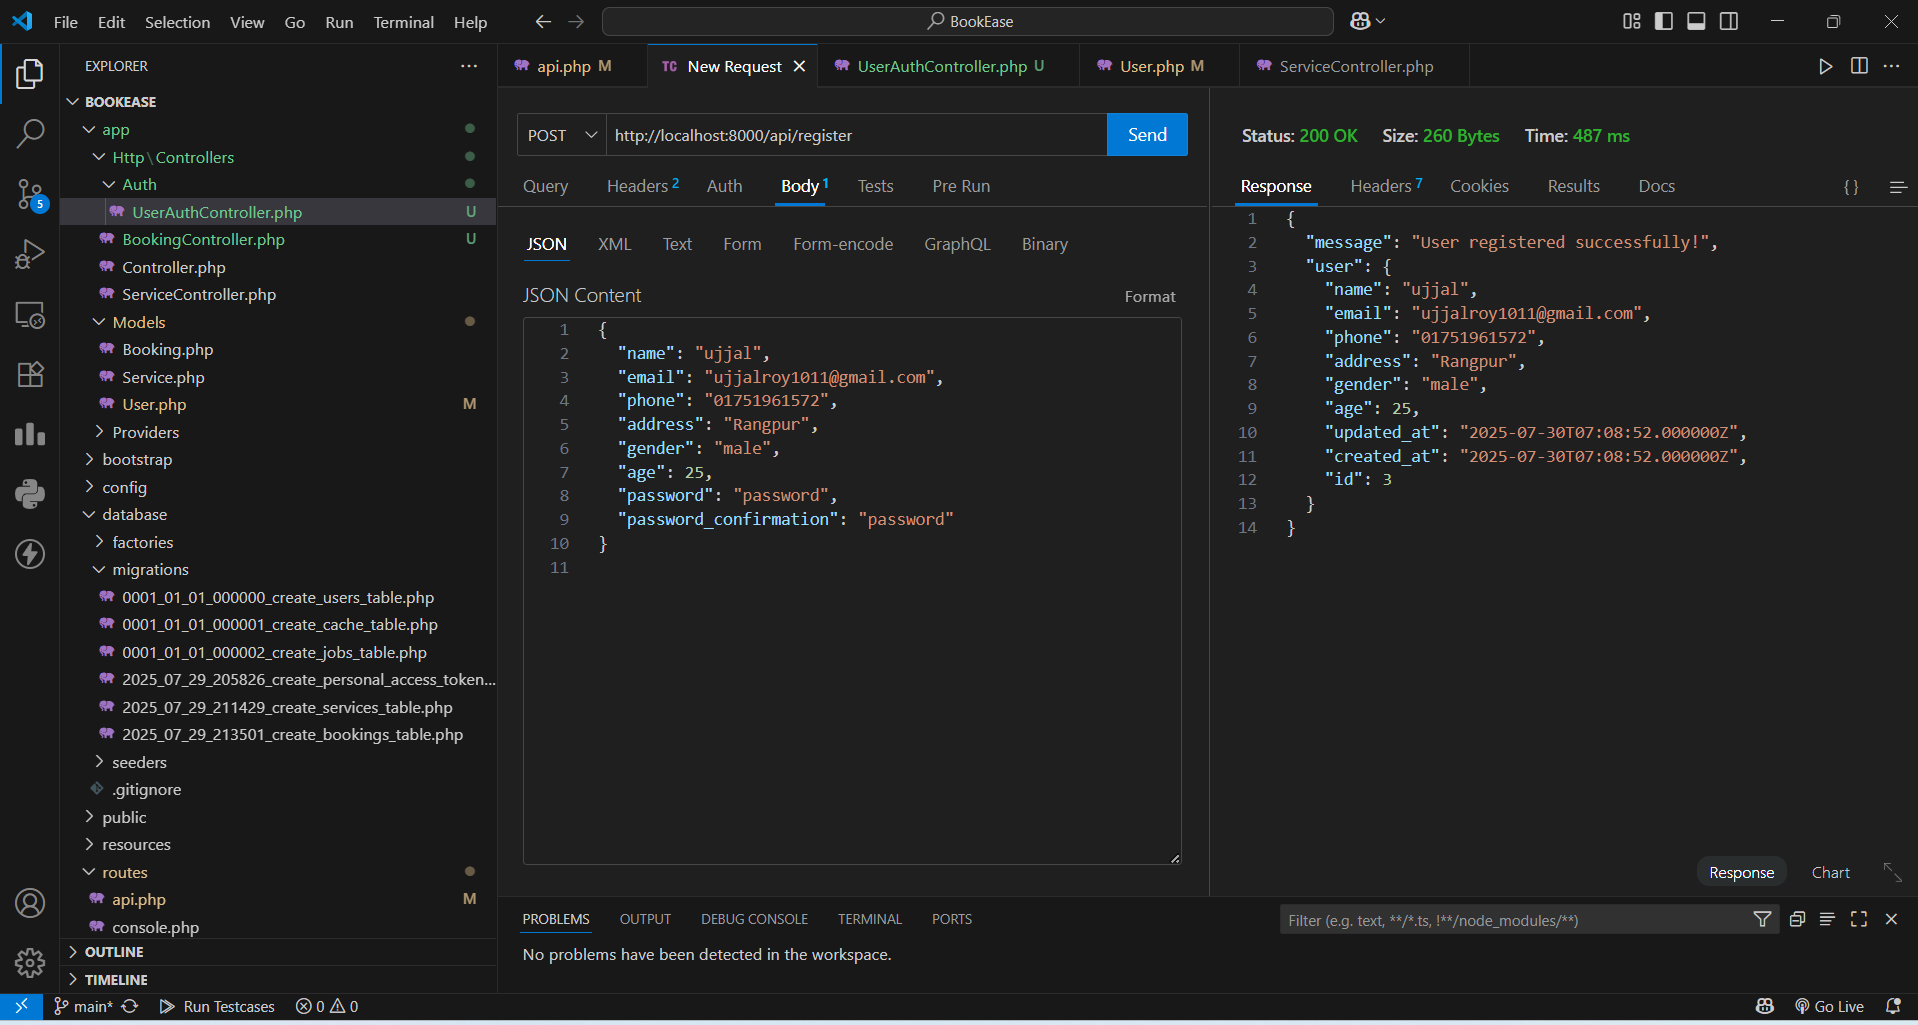 File Edit Selection View Go Run Terminal Help
BookEase
EXPLORER
BOOKEASE
app
Http\Controllers
Auth
UserAuthController.php U
BookingController.php U
Controller.php
ServiceController.php
Models
Booking.php
Service.php
User.php M
Providers
bootstrap
config
database
factories
migrations
0001_01_01_000000_create_users_table.php
0001_01_01_000001_create_cache_table.php
0001_01_01_000002_create_jobs_table.php
2025_07_29_205826_create_personal_access_token...
2025_07_29_211429_create_services_table.php
2025_07_29_213501_create_bookings_table.php
seeders
.gitignore
public
resources
routes
api.php M
console.php
OUTLINE
TIMELINE
5
api.php M TC New Request UserAuthController.php U User.php M ServiceController.php
POST http://localhost:8000/api/register Send
Query Headers 2 Auth Body 1 Tests Pre Run
JSON XML Text Form Form-encode GraphQL Binary
JSON Content Format
1 {
2 "name": "ujjal",
3 "email": "ujjalroy1011@gmail.com",
4 "phone": "01751961572",
5 "address": "Rangpur",
6 "gender": "male",
7 "age": 25,
8 "password": "password",
9 "password_confirmation": "password"
10 }
11
Status: 200 OK Size: 260 Bytes Time: 487 ms
Response Headers 7 Cookies Results Docs { }
1 {
2 "message": "User registered successfully!",
3 "user": {
4 "name": "ujjal",
5 "email": "ujjalroy1011@gmail.com",
6 "phone": "01751961572",
7 "address": "Rangpur",
8 "gender": "male",
9 "age": 25,
10 "updated_at": "2025-07-30T07:08:52.000000Z",
11 "created_at": "2025-07-30T07:08:52.000000Z",
12 "id": 3
13 }
14 }
Response Chart
PROBLEMS OUTPUT DEBUG CONSOLE TERMINAL PORTS
Filter (e.g. text, **/*.ts, !**/node_modules/**)
No problems have been detected in the workspace.
main* Run Testcases 0 0 Go Live